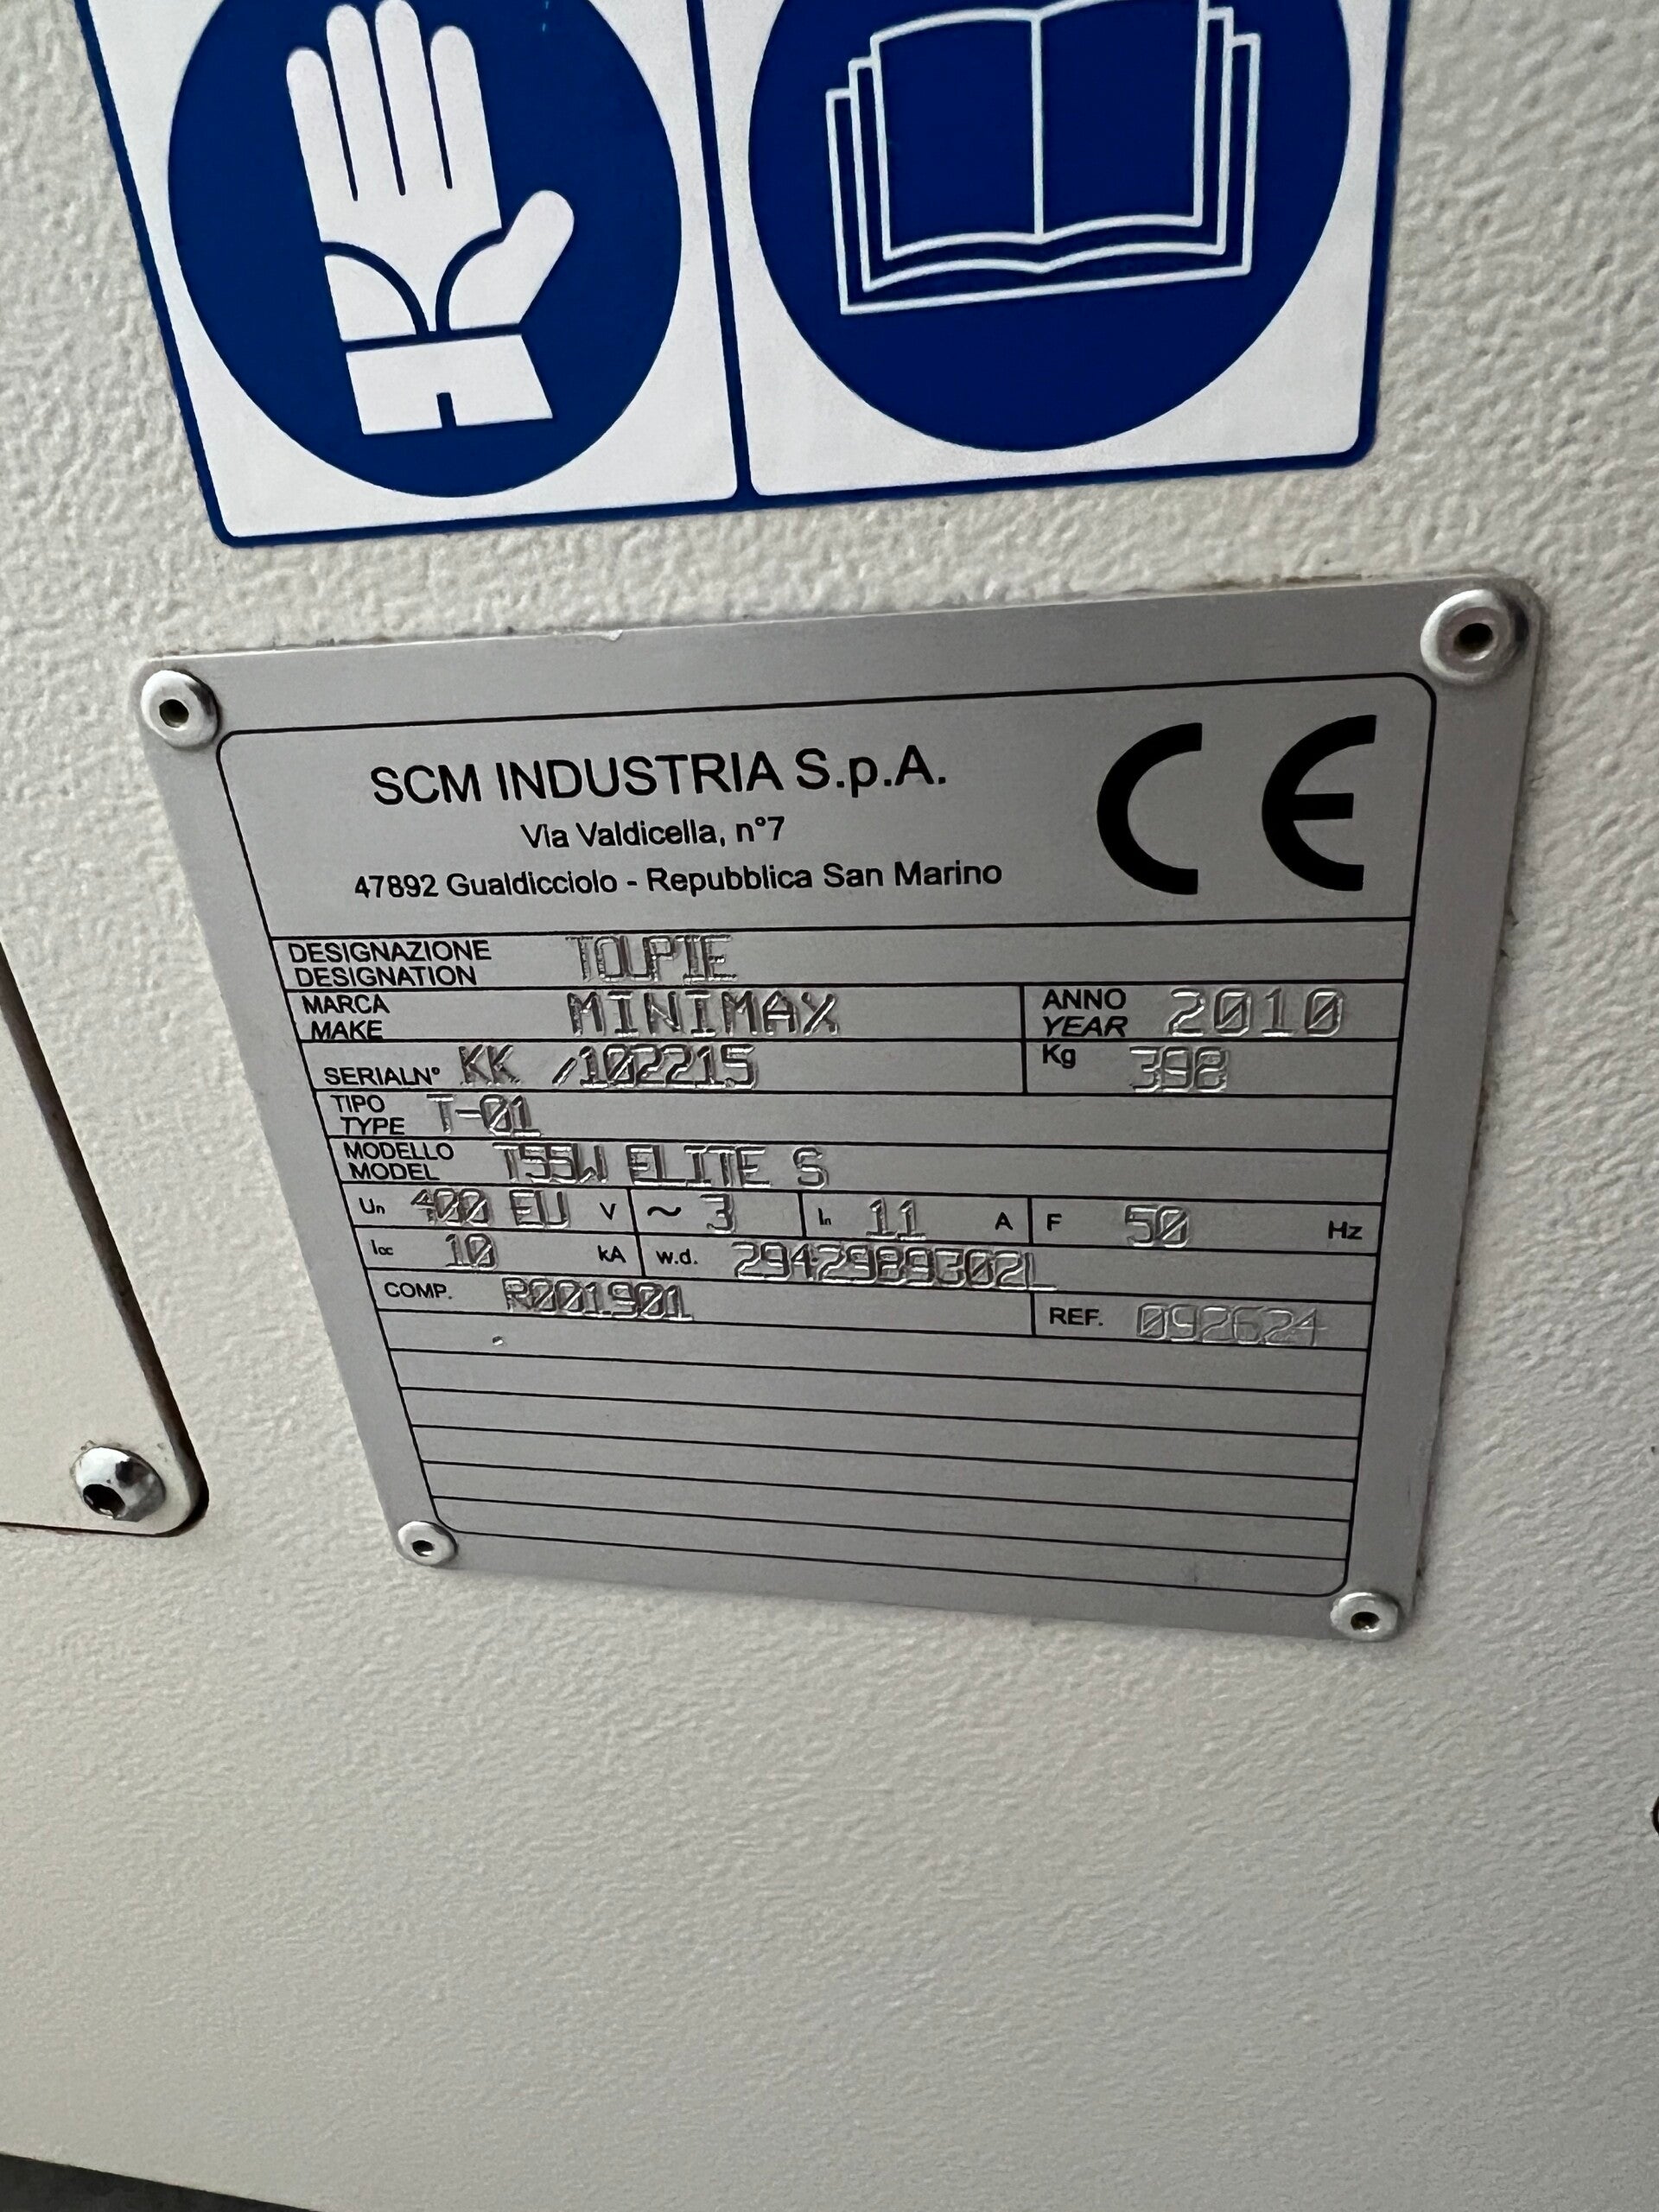 SCM INDUSTRIA S.p.A.
Via Valdicella, n°7
47892 Gualdicciolo - Repubblica San Marino
CE
DESIGNAZIONE
DESIGNATION TOUPIE
MARCA
MAKE MINIMAX
ANNO
YEAR 2010
SERIALN° KK /102215
Kg 398
TIPO
TYPE T-01
MODELLO
MODEL T55W ELITE S
Un 400 EU V ~ 3 In 11 A F 50 Hz
Icc 10 kA w.d. 2942989302L
COMP. R001901
REF. 092624